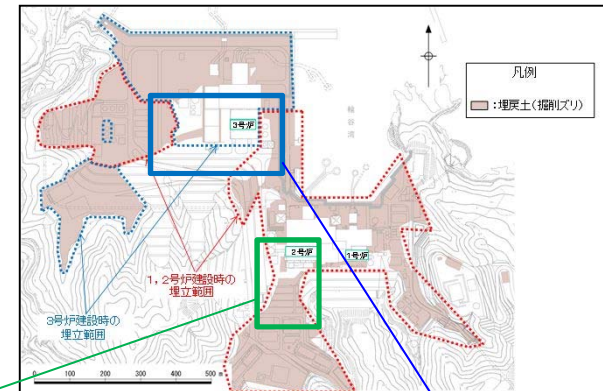 凡例
:埋戻土(掘削ズリ)
3号炉
2号炉
1号炉
1,2号炉建設時の
埋立範囲
3号炉建設時の
埋立範囲
0 100 200 300 400 500 m